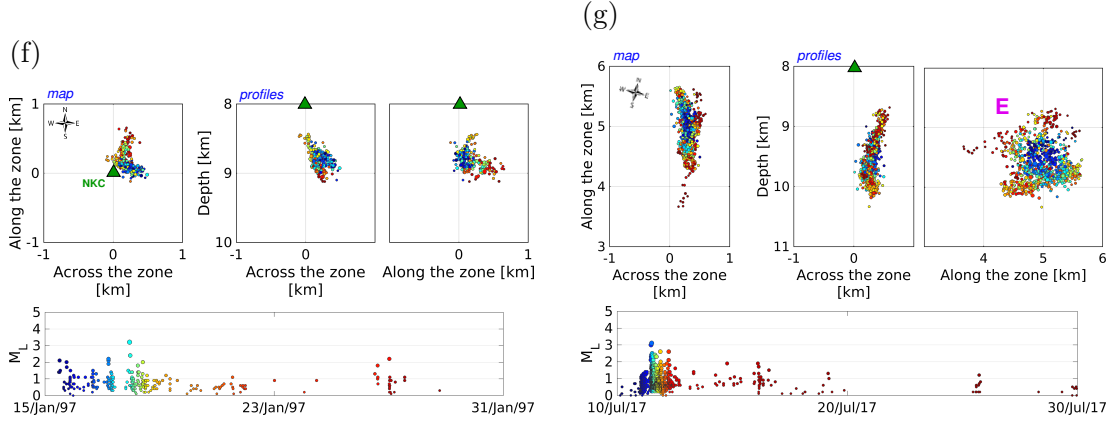 (f)
map
profiles
Along the zone [km]
1
0
-1
N
W E
S
NKC
-1 0 1
Across the zone
[km]
Depth [km]
8
9
10
0
Across the zone
[km]
0 1
Along the zone [km]
M_L
5
4
3
2
1
0
15/Jan/97 23/Jan/97 31/Jan/97
(g)
map
profiles
Along the zone [km]
6
5
4
3
N
W E
S
-1 0 1
Across the zone
[km]
Depth [km]
8
9
10
11
-1 0 1
Across the zone
[km]
E
4 5 6
Along the zone [km]
M_L
5
4
3
2
1
0
10/Jul/17 20/Jul/17 30/Jul/17